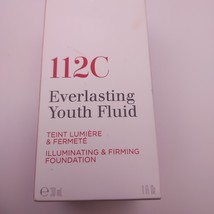 112C
Everlasting
Youth Fluid
TEINT LUMIÈRE
& FERMETÉ
ILLUMINATING & FIRMING
FOUNDATION
e 30 ml 1 fl. Oz.